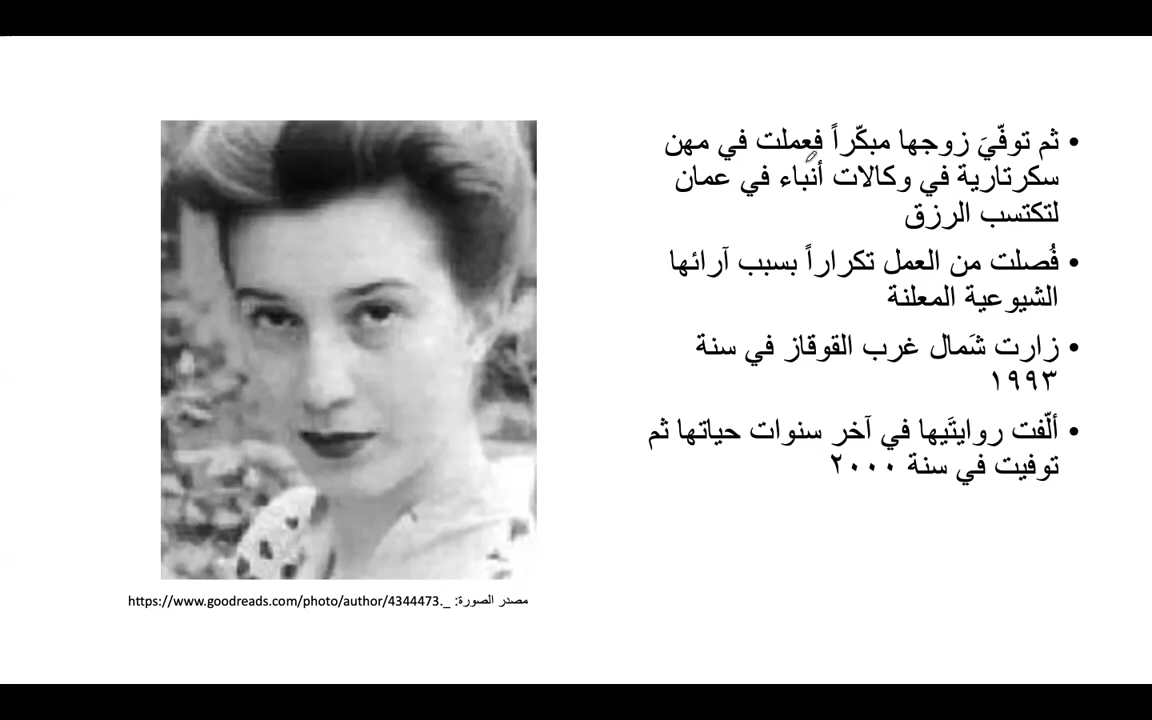 • ثم توفّيَ زوجها مبكّراً فعملت في مهن
سكرتارية في وكالات أنباء في عمان
لتكتسب الرزق
• فُصلت من العمل تكراراً بسبب آرائها
الشيوعية المعلنة
• زارت شَمال غرب القوقاز في سنة
١٩٩٣
• ألّفت روايتَيها في آخر سنوات حياتها ثم
توفيت في سنة ٢٠٠٠
مصدر الصورة: https://www.goodreads.com/photo/author/4344473._